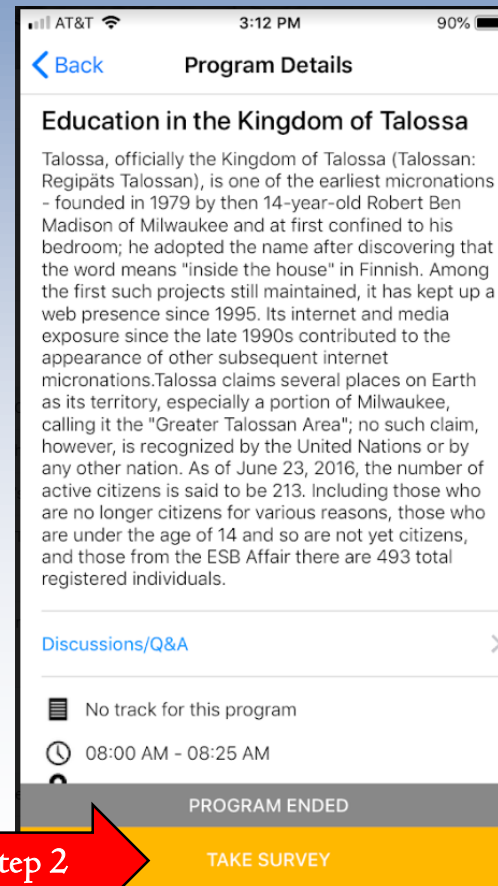 AT&T 3:12 PM 90%
Back Program Details
Education in the Kingdom of Talossa
Talossa, officially the Kingdom of Talossa (Talossan:
Regipäts Talossan), is one of the earliest micronations
- founded in 1979 by then 14-year-old Robert Ben
Madison of Milwaukee and at first confined to his
bedroom; he adopted the name after discovering that
the word means "inside the house" in Finnish. Among
the first such projects still maintained, it has kept up a
web presence since 1995. Its internet and media
exposure since the late 1990s contributed to the
appearance of other subsequent internet
micronations.Talossa claims several places on Earth
as its territory, especially a portion of Milwaukee,
calling it the "Greater Talossan Area"; no such claim,
however, is recognized by the United Nations or by
any other nation. As of June 23, 2016, the number of
active citizens is said to be 213. Including those who
are no longer citizens for various reasons, those who
are under the age of 14 and so are not yet citizens,
and those from the ESB Affair there are 493 total
registered individuals.
Discussions/Q&A
No track for this program
08:00 AM - 08:25 AM
PROGRAM ENDED
tep 2 TAKE SURVEY